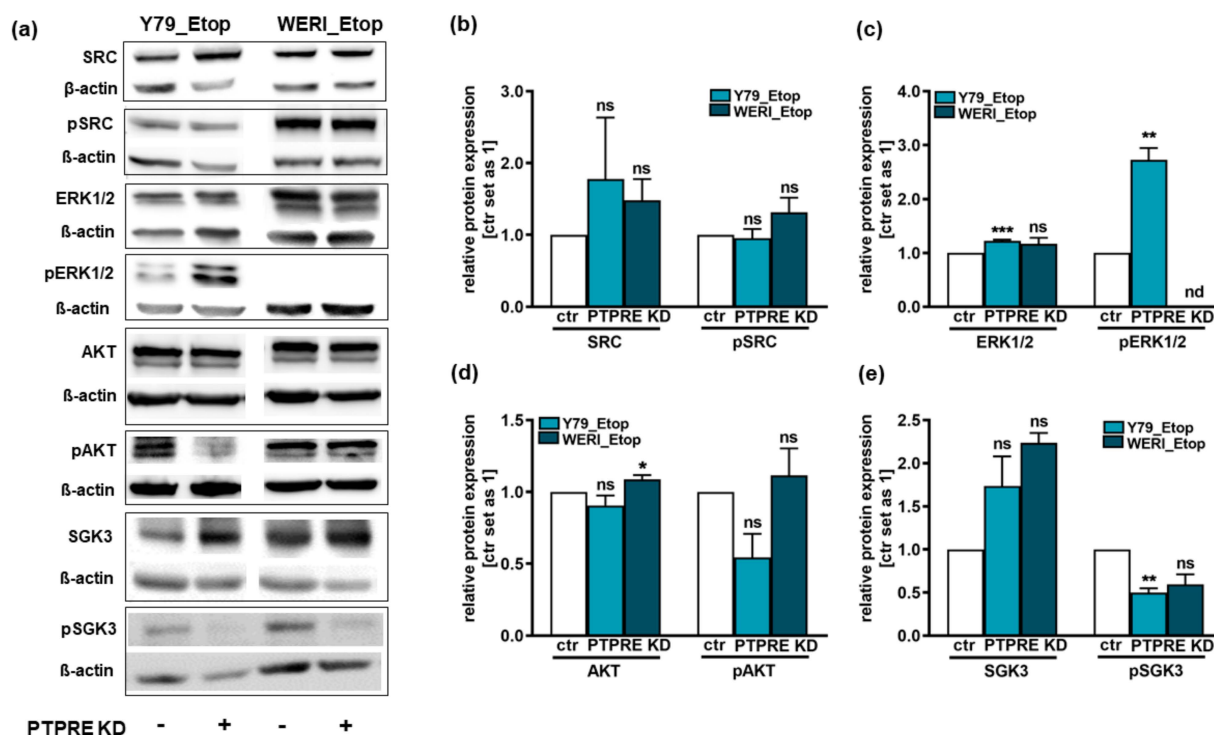 (a)
Y79_Etop WERI_Etop
SRC
β-actin
pSRC
ß-actin
ERK1/2
ß-actin
pERK1/2
ß-actin
AKT
ß-actin
pAKT
ß-actin
SGK3
ß-actin
pSGK3
ß-actin
PTPRE KD - + - +
(b)
relative protein expression
[ctr set as 1]
3.0
2.0
1.0
0.0
Y79_Etop
WERI_Etop
ns ns ns ns
ctr PTPRE KD ctr PTPRE KD
SRC pSRC
(c)
relative protein expression
[ctr set as 1]
4.0
3.0
2.0
1.0
0.0
Y79_Etop
WERI_Etop
*** ns ** nd
ctr PTPRE KD ctr PTPRE KD
ERK1/2 pERK1/2
(d)
relative protein expression
[ctr set as 1]
1.5
1.0
0.5
0.0
Y79_Etop
WERI_Etop
ns * ns ns
ctr PTPRE KD ctr PTPRE KD
AKT pAKT
(e)
relative protein expression
[ctr set as 1]
2.5
2.0
1.5
1.0
0.5
0.0
Y79_Etop
WERI_Etop
ns ns ** ns
ctr PTPRE KD ctr PTPRE KD
SGK3 pSGK3